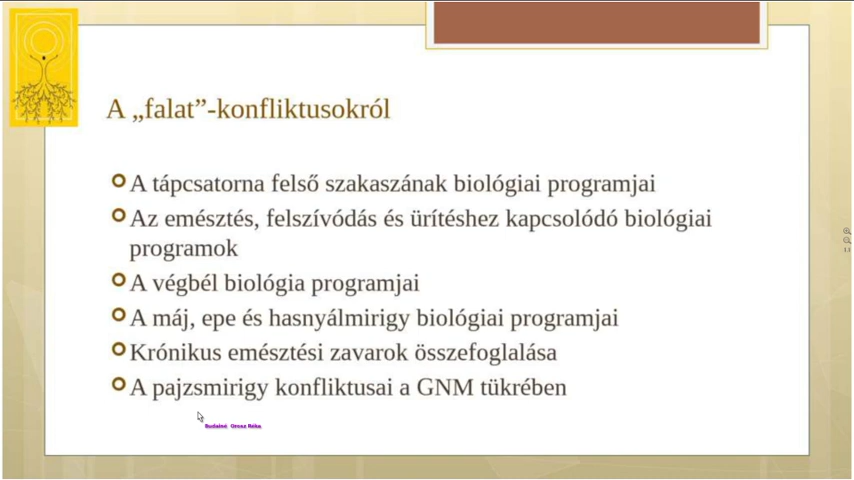 A „falat”-konfliktusokról
A tápcsatorna felső szakaszának biológiai programjai
Az emésztés, felszívódás és ürítéshez kapcsolódó biológiai
programok
A végbél biológia programjai
A máj, epe és hasnyálmirigy biológiai programjai
Krónikus emésztési zavarok összefoglalása
A pajzsmirigy konfliktusai a GNM tükrében
Budainé Orosz Réka